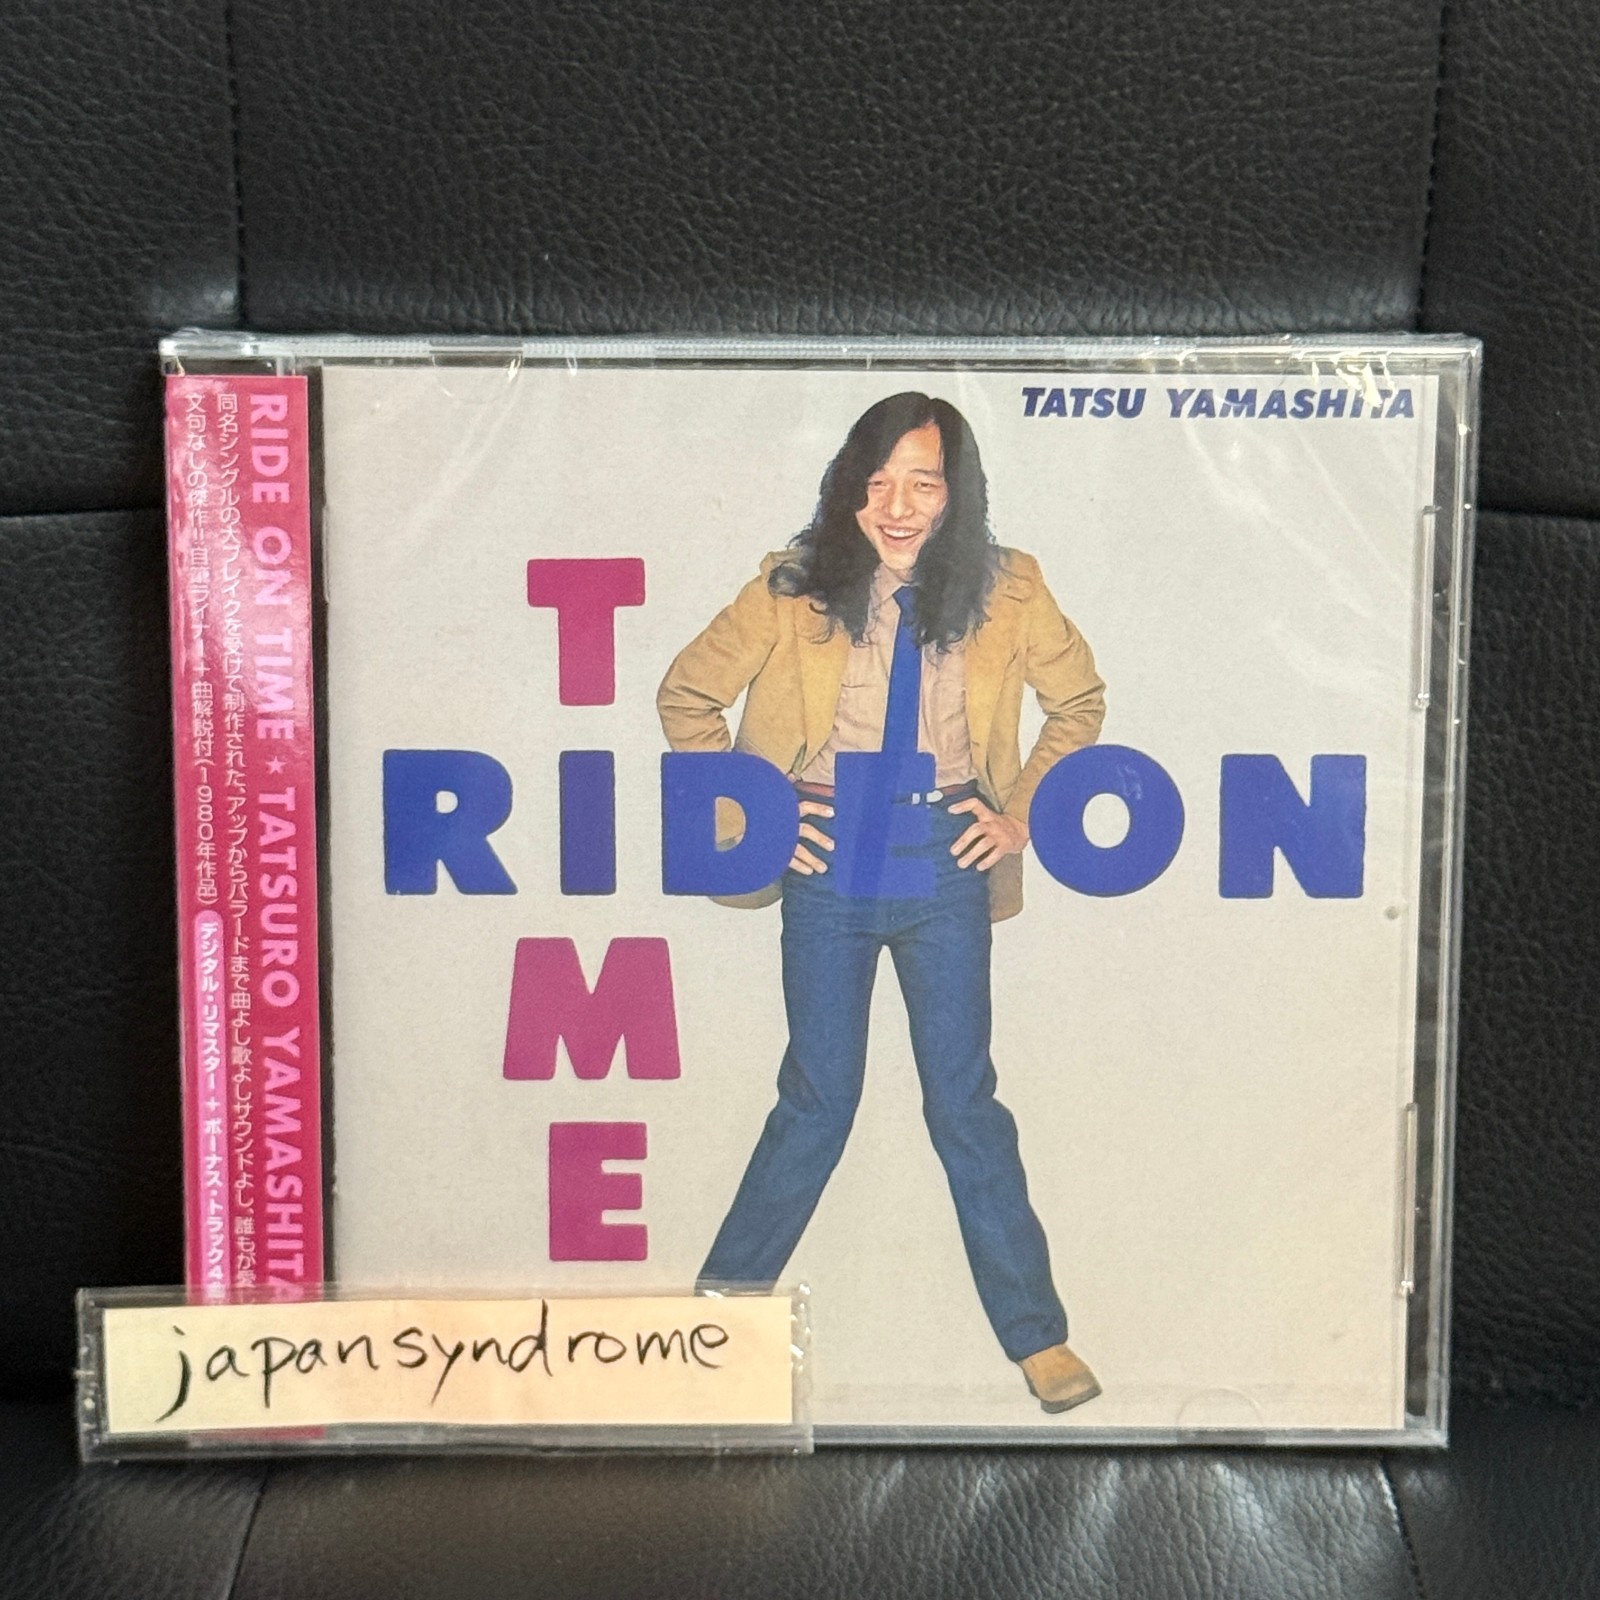 TATSU YAMASHITA
TIME
RIDE ON
RIDE ON TIME ★ TATSURO YAMASHITA
同名シングルの大ブレイクを受けて制作された、アップからバラードまで曲よし歌よしサウンドよし、誰もが愛し
文句なしの傑作!! 自筆ライナー + 曲解説付(1980年作品)
デジタル・リマスター + ボーナス・トラック4曲
japansyndrome